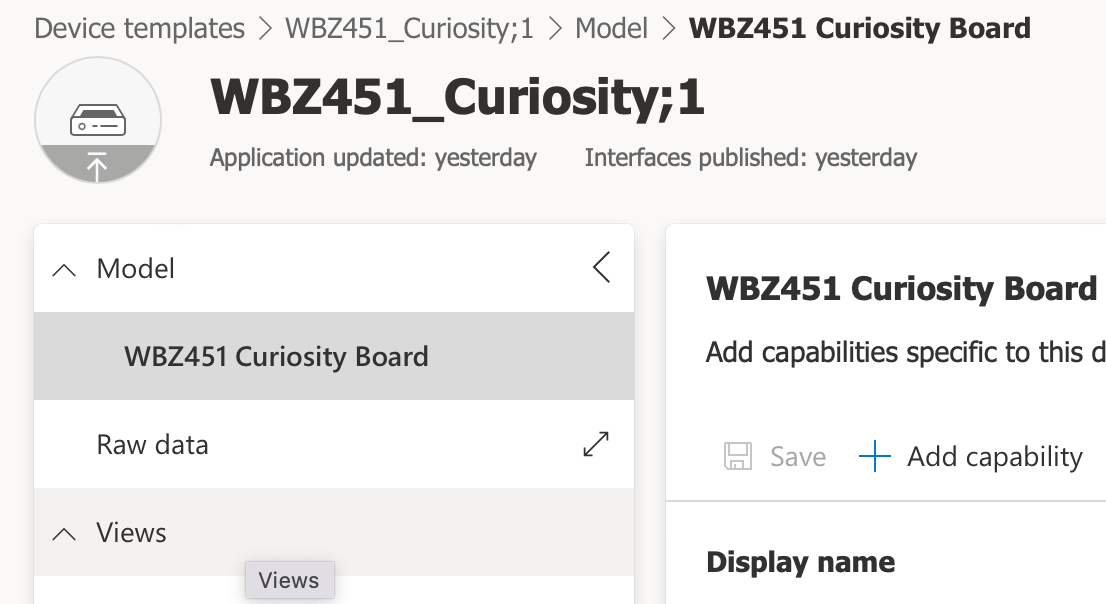 Device templates > WBZ451_Curiosity;1 > Model > WBZ451 Curiosity Board
WBZ451_Curiosity;1
Application updated: yesterday Interfaces published: yesterday
Model
WBZ451 Curiosity Board
Raw data
Views
Views
WBZ451 Curiosity Board
Add capabilities specific to this d
Save Add capability
Display name